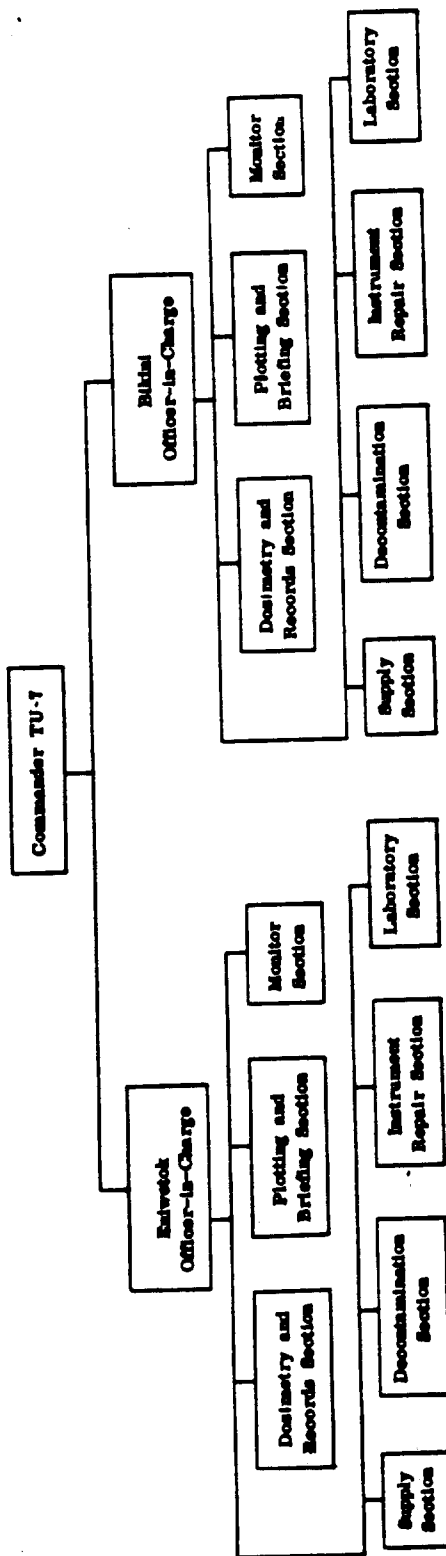 Commander TU-7
Eniwetok
Officer-in-Charge
Dosimetry and
Records Section
Plotting and
Briefing Section
Monitor
Section
Supply
Section
Decontamination
Section
Instrument
Repair Section
Laboratory
Section
Bikini
Officer-in-Charge
Dosimetry and
Records Section
Plotting and
Briefing Section
Monitor
Section
Supply
Section
Decontamination
Section
Instrument
Repair Section
Laboratory
Section